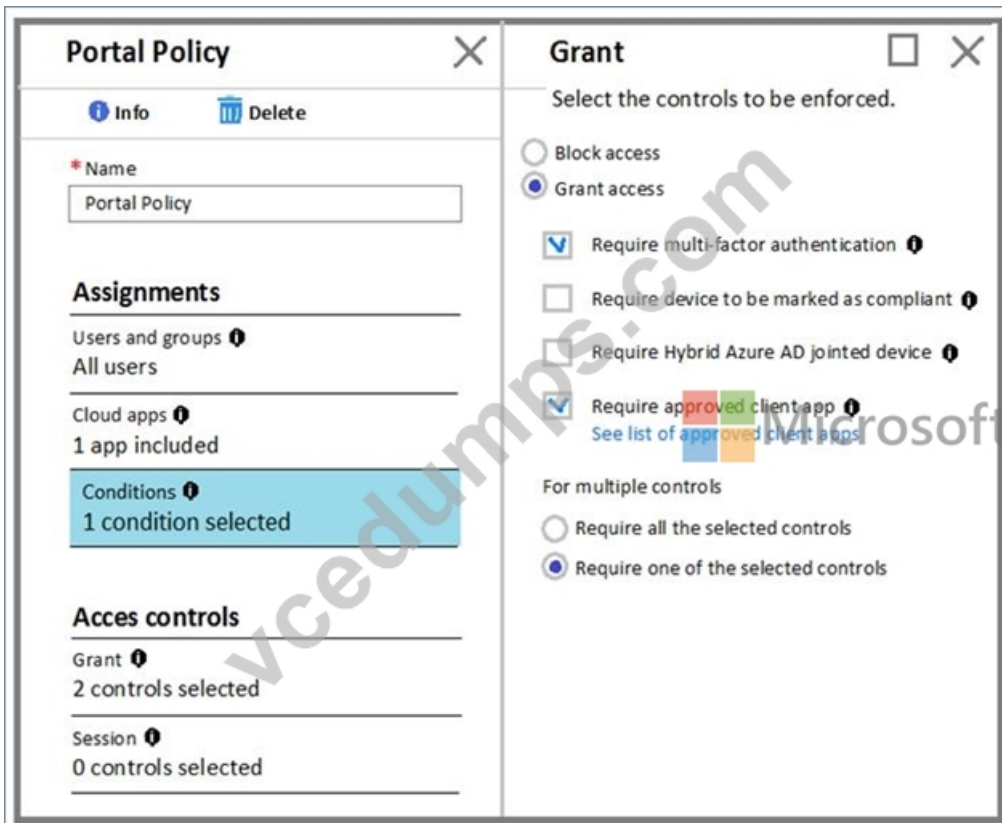 Portal Policy
Info
Delete
* Name
Portal Policy
Assignments
Users and groups
All users
Cloud apps
1 app included
Conditions
1 condition selected
Acces controls
Grant
2 controls selected
Session
0 controls selected
Grant
Select the controls to be enforced.
Block access
Grant access
Require multi-factor authentication
Require device to be marked as compliant
Require Hybrid Azure AD jointed device
Require approved client app
See list of approved client apps
For multiple controls
Require all the selected controls
Require one of the selected controls
Microsoft
vcedumps.com